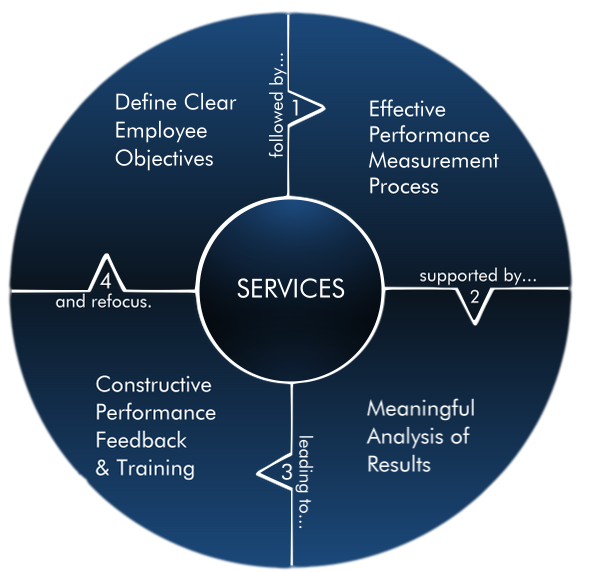 Define Clear
Employee
Objectives
followed by...
1
Effective
Performance
Measurement
Process
supported by...
2
Meaningful
Analysis of
Results
leading to...
3
Constructive
Performance
Feedback
& Training
4
and refocus.
SERVICES